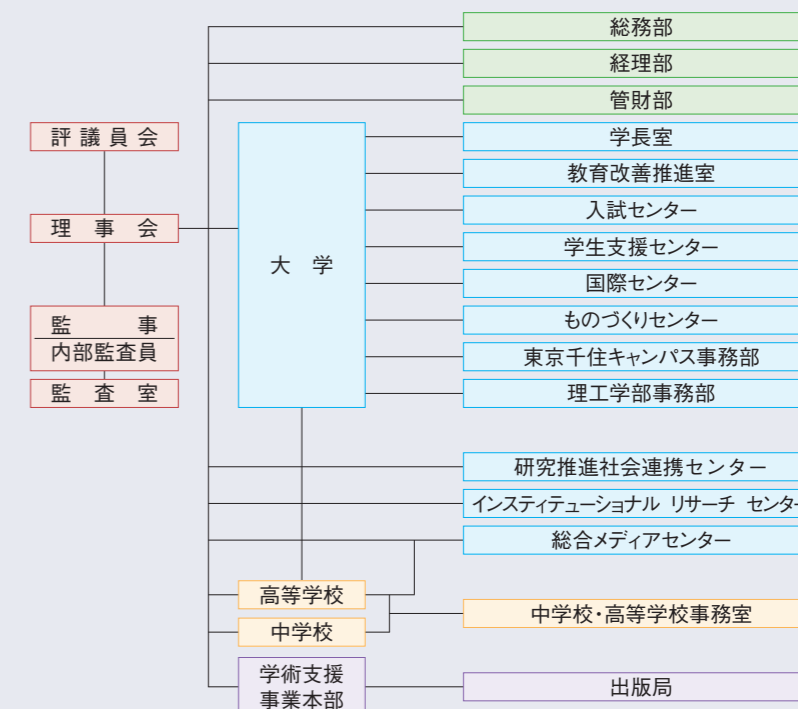 総務部
経理部
管財部
評議員会
理事会
監事
内部監査員
監査室
大学
学長室
教育改善推進室
入試センター
学生支援センター
国際センター
ものづくりセンター
東京千住キャンパス事務部
理工学部事務部
研究推進社会連携センター
インスティテューショナル リサーチ センター
総合メディアセンター
高等学校
中学校
中学校・高等学校事務室
学術支援
事業本部
出版局